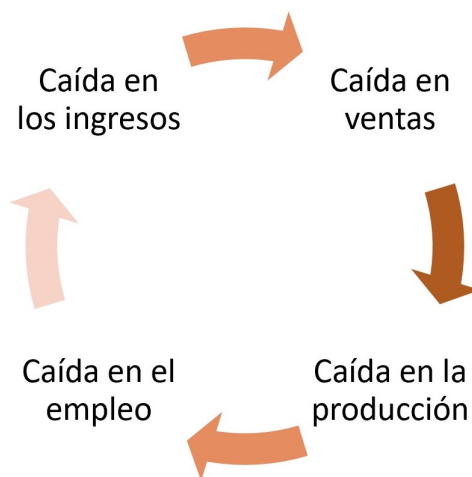 Caída en
los ingresos
Caída en
ventas
Caída en la
producción
Caída en el
empleo